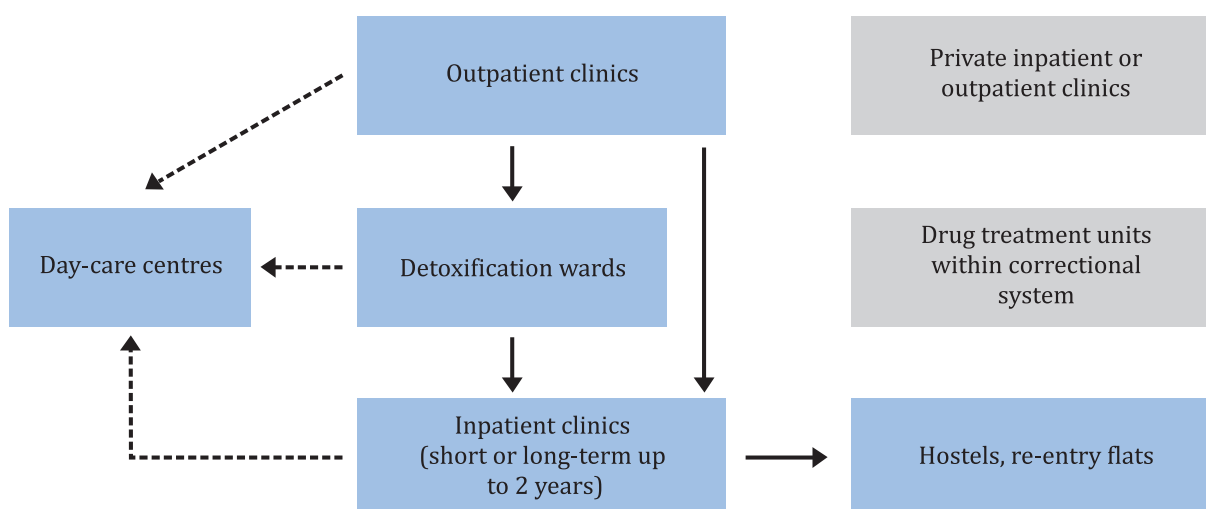 Outpatient clinics
Private inpatient or
outpatient clinics
Day-care centres
Detoxification wards
Drug treatment units
within correctional
system
Inpatient clinics
(short or long-term up
to 2 years)
Hostels, re-entry flats